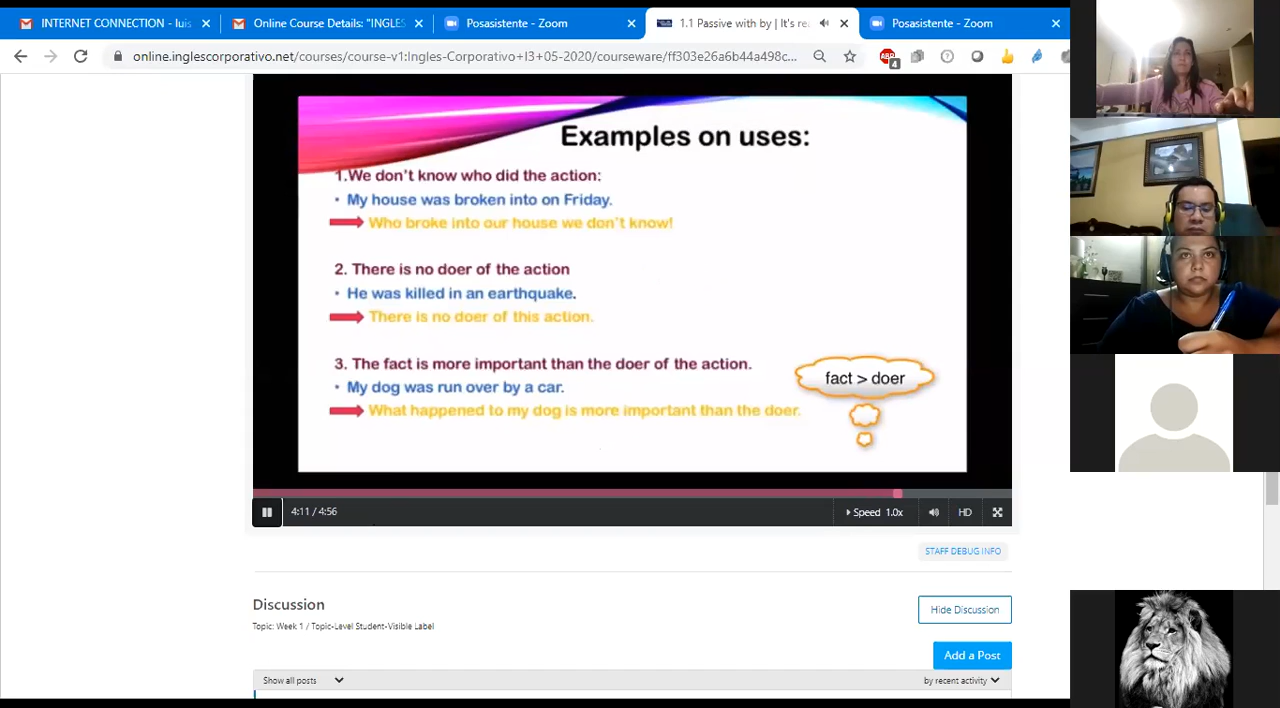 INTERNET CONNECTION - luis
Online Course Details: "INGLES
Posasistente - Zoom
1.1 Passive with by | It's re
Posasistente - Zoom
online.inglescorporativo.net/courses/course-v1:Ingles-Corporativo+I3+05-2020/courseware/ff303e26a6b44a498c...
4
Examples on uses:
1.We don't know who did the action:
• My house was broken into on Friday.
Who broke into our house we don't know!
2. There is no doer of the action
• He was killed in an earthquake.
There is no doer of this action.
3. The fact is more important than the doer of the action.
fact > doer
• My dog was run over by a car.
What happened to my dog is more important than the doer.
4:11 / 4:56
Speed 1.0x
HD
STAFF DEBUG INFO
Discussion
Hide Discussion
Topic: Week 1 / Topic-Level Student-Visible Label
Add a Post
Show all posts
by recent activity